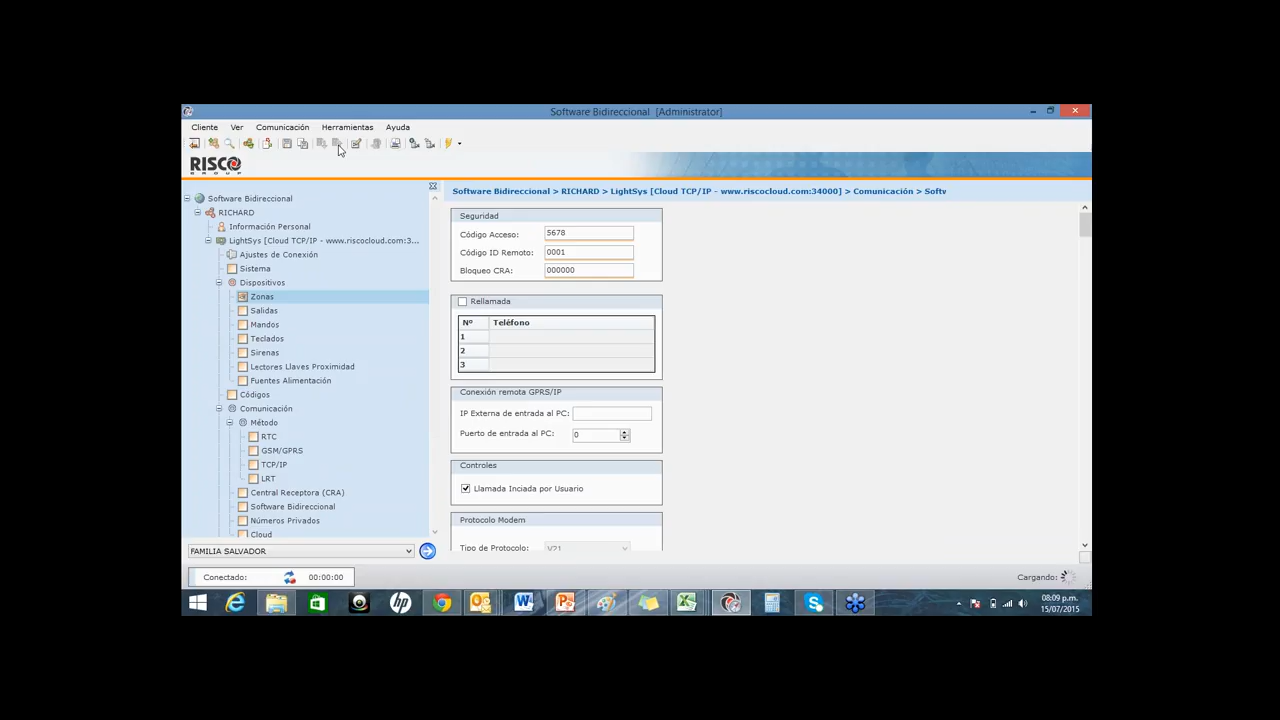 Software Bidireccional [Administrator]
Cliente Ver Comunicación Herramientas Ayuda
RISCO
GROUP
Software Bidireccional > RICHARD > LightSys [Cloud TCP/IP - www.riscocloud.com:34000] > Comunicación > Softv
Software Bidireccional
RICHARD
Información Personal
LightSys [Cloud TCP/IP - www.riscocloud.com:3...
Ajustes de Conexión
Sistema
Dispositivos
Zonas
Salidas
Mandos
Teclados
Sirenas
Lectores Llaves Proximidad
Fuentes Alimentación
Códigos
Comunicación
Método
RTC
GSM/GPRS
TCP/IP
LRT
Central Receptora (CRA)
Software Bidireccional
Números Privados
Cloud
FAMILIA SALVADOR
Seguridad
Código Acceso: 5678
Código ID Remoto: 0001
Bloqueo CRA: 000000
Rellamada
Nº Teléfono
1
2
3
Conexión remota GPRS/IP
IP Externa de entrada al PC:
Puerto de entrada al PC: 0
Controles
Llamada Inciada por Usuario
Protocolo Modem
Tipo de Protocolo: V21
Conectado: 00:00:00
Cargando:
08:09 p.m.
15/07/2015